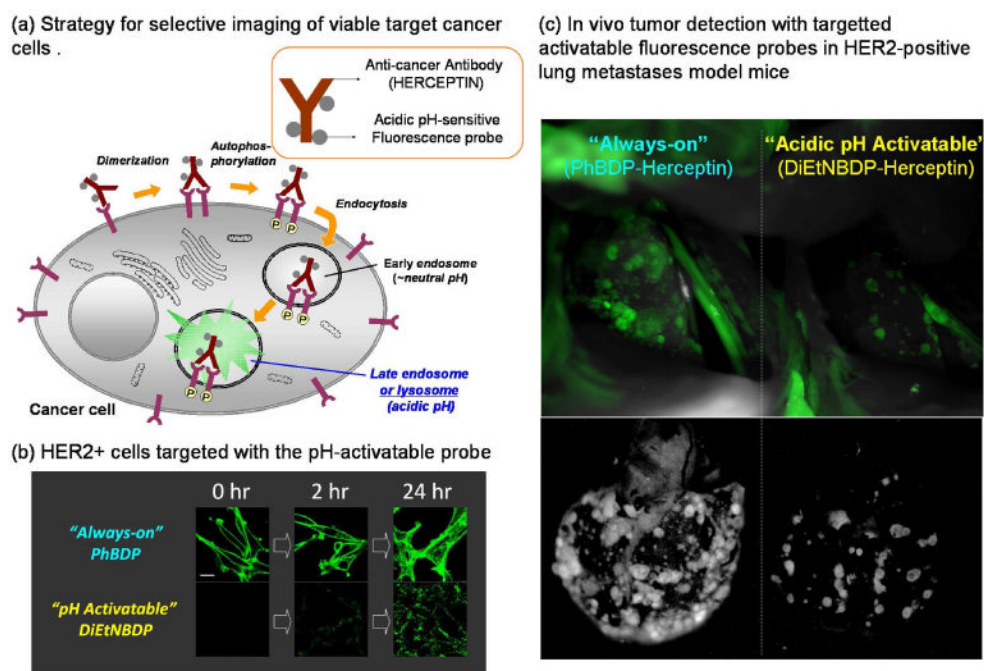 (a) Strategy for selective imaging of viable target cancer
cells .
Anti-cancer Antibody
(HERCEPTIN)
Acidic pH-sensitive
Fluorescence probe
Dimerization
Autophos-
phorylation
Endocytosis
P P
Early endosome
(~neutral pH)
P P
P P
Late endosome
or lysosome
(acidic pH)
Cancer cell
(b) HER2+ cells targeted with the pH-activatable probe
0 hr 2 hr 24 hr
"Always-on"
PhBDP
"pH Activatable"
DiEtNBDP
(c) In vivo tumor detection with targetted
activatable fluorescence probes in HER2-positive
lung metastases model mice
"Always-on"
(PhBDP-Herceptin)
"Acidic pH Activatable'
(DiEtNBDP-Herceptin)